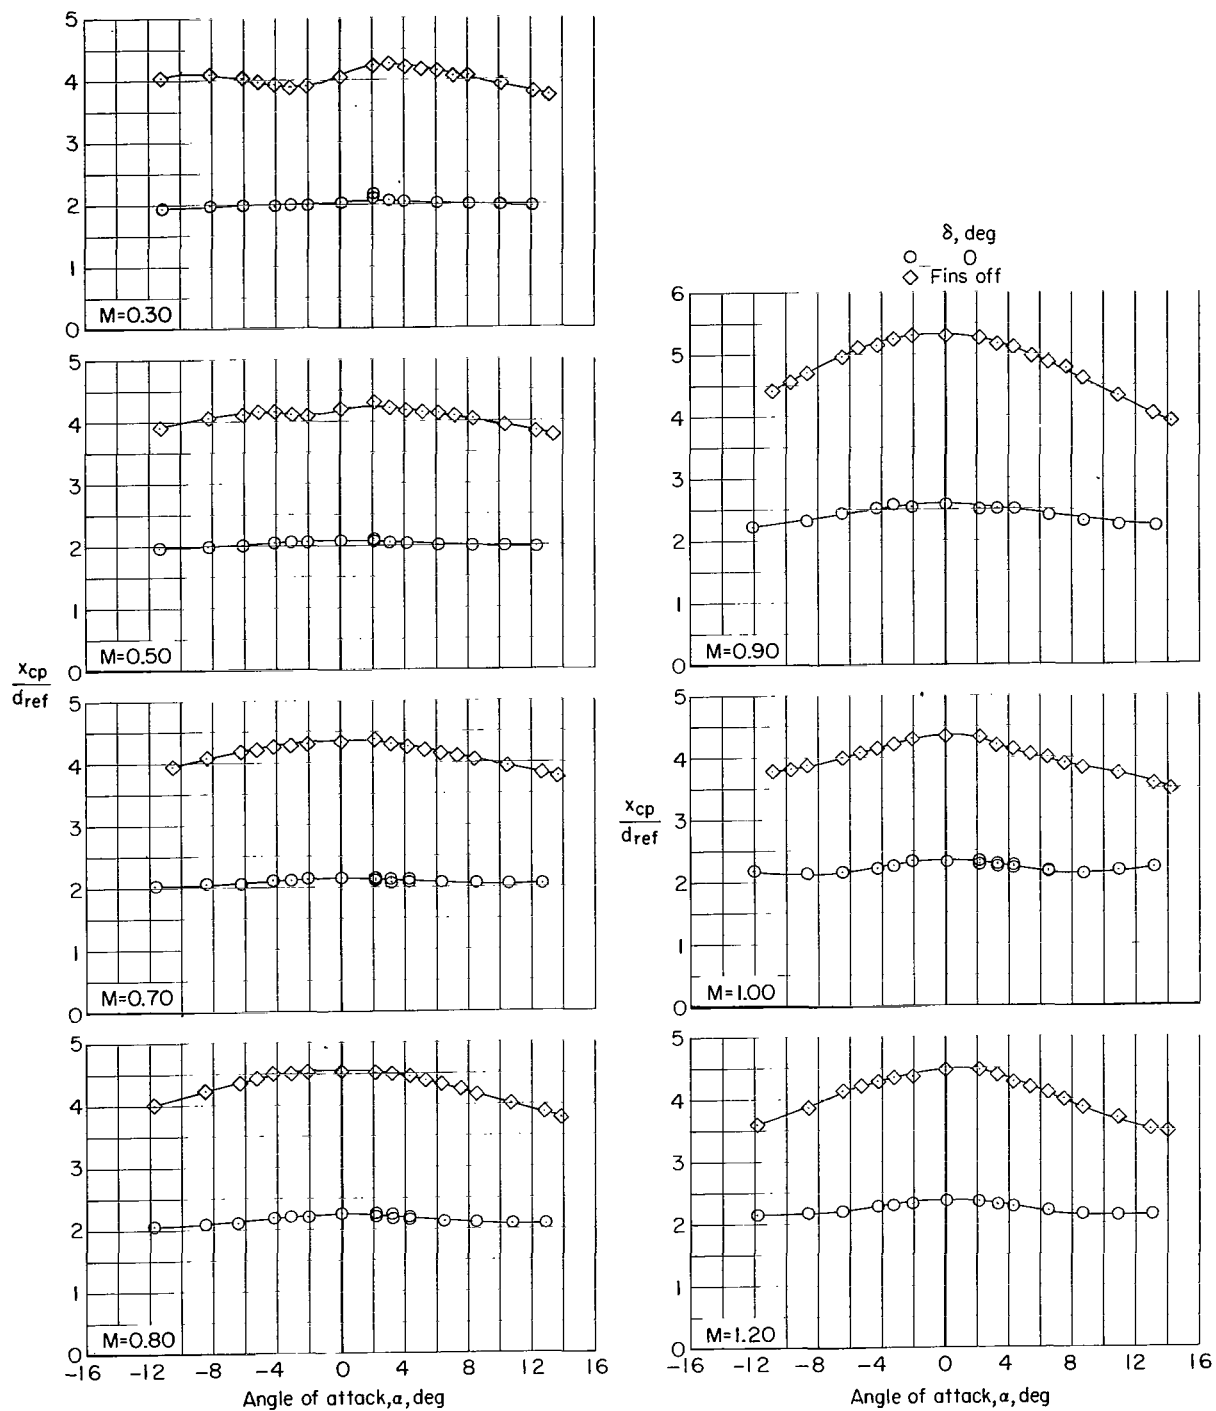 5
4
3
2
1
0
M=0.30
5
4
3
2
1
0
M=0.50
x_cp
d_ref
5
4
3
2
1
0
M=0.70
5
4
3
2
1
0
M=0.80
-16 -12 -8 -4 0 4 8 12 16
Angle of attack, α, deg
δ, deg
0
Fins off
6
5
4
3
2
1
0
M=0.90
x_cp
d_ref
5
4
3
2
1
0
M=1.00
5
4
3
2
1
0
M=1.20
-16 -12 -8 -4 0 4 8 12 16
Angle of attack, α, deg